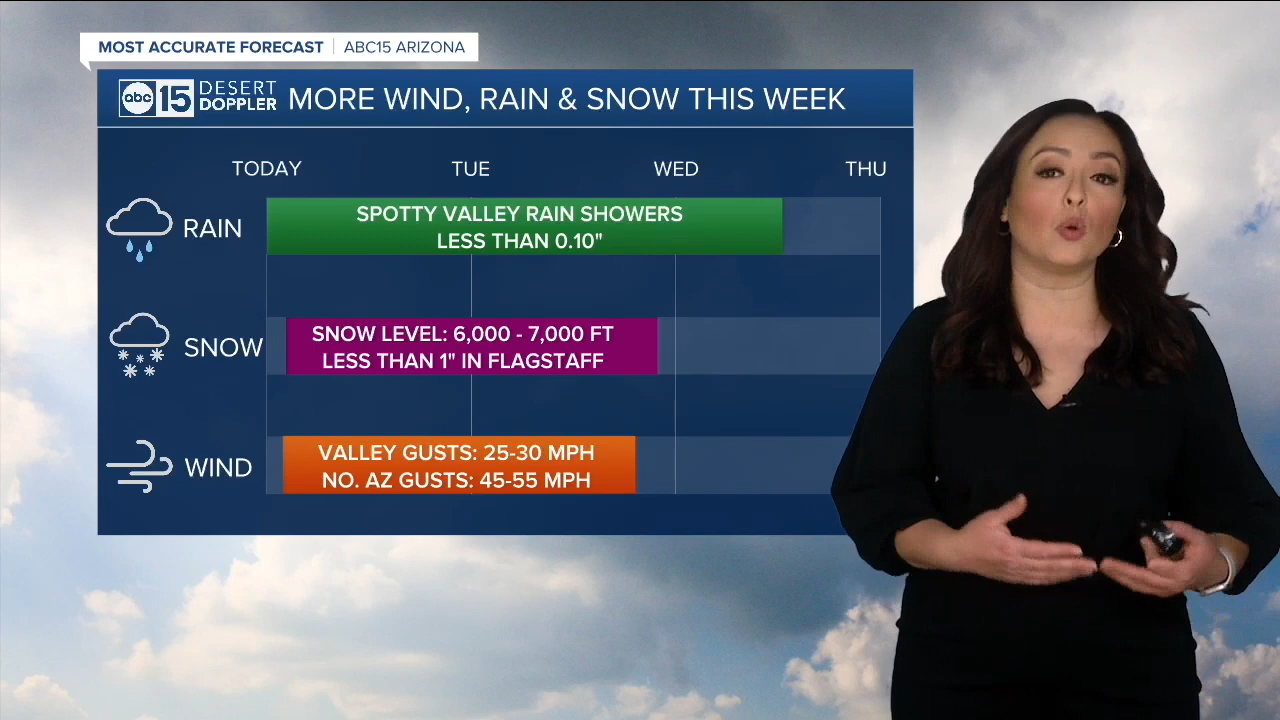 MOST ACCURATE FORECAST | ABC15 ARIZONA
abc 15 DESERT DOPPLER MORE WIND, RAIN & SNOW THIS WEEK
TODAY TUE WED THU
RAIN
SPOTTY VALLEY RAIN SHOWERS
LESS THAN 0.10"
SNOW
SNOW LEVEL: 6,000 - 7,000 FT
LESS THAN 1" IN FLAGSTAFF
WIND
VALLEY GUSTS: 25-30 MPH
NO. AZ GUSTS: 45-55 MPH